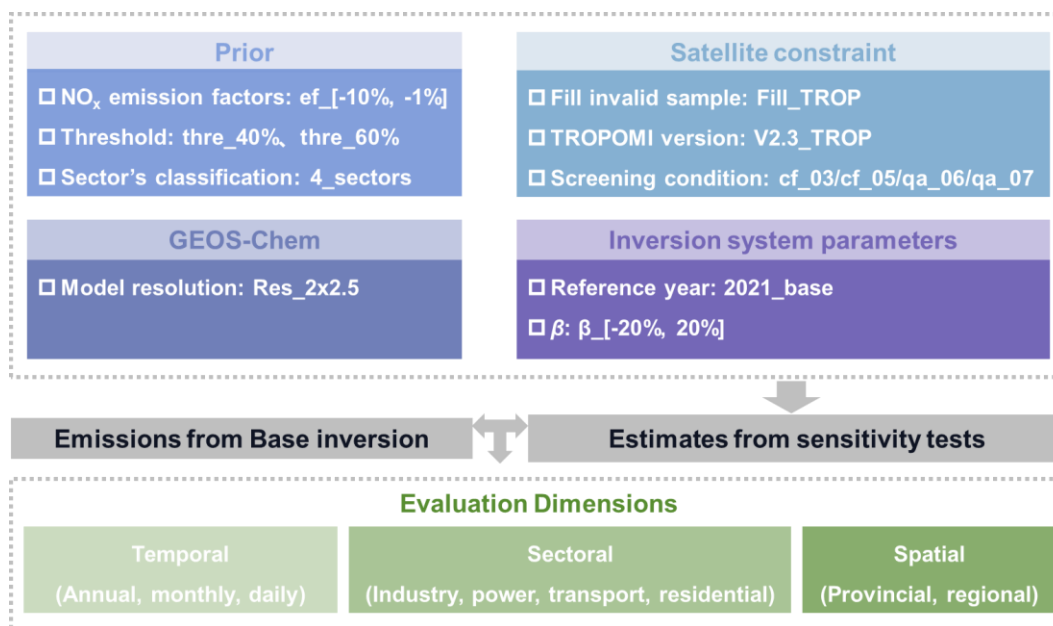 Prior
□ NOx emission factors: ef_[-10%, -1%]
□ Threshold: thre_40%、thre_60%
□ Sector's classification: 4_sectors
Satellite constraint
□ Fill invalid sample: Fill_TROP
□ TROPOMI version: V2.3_TROP
□ Screening condition: cf_03/cf_05/qa_06/qa_07
GEOS-Chem
□ Model resolution: Res_2x2.5
Inversion system parameters
□ Reference year: 2021_base
□ β: β_[-20%, 20%]
Emissions from Base inversion
Estimates from sensitivity tests
Evaluation Dimensions
Temporal
(Annual, monthly, daily)
Sectoral
(Industry, power, transport, residential)
Spatial
(Provincial, regional)